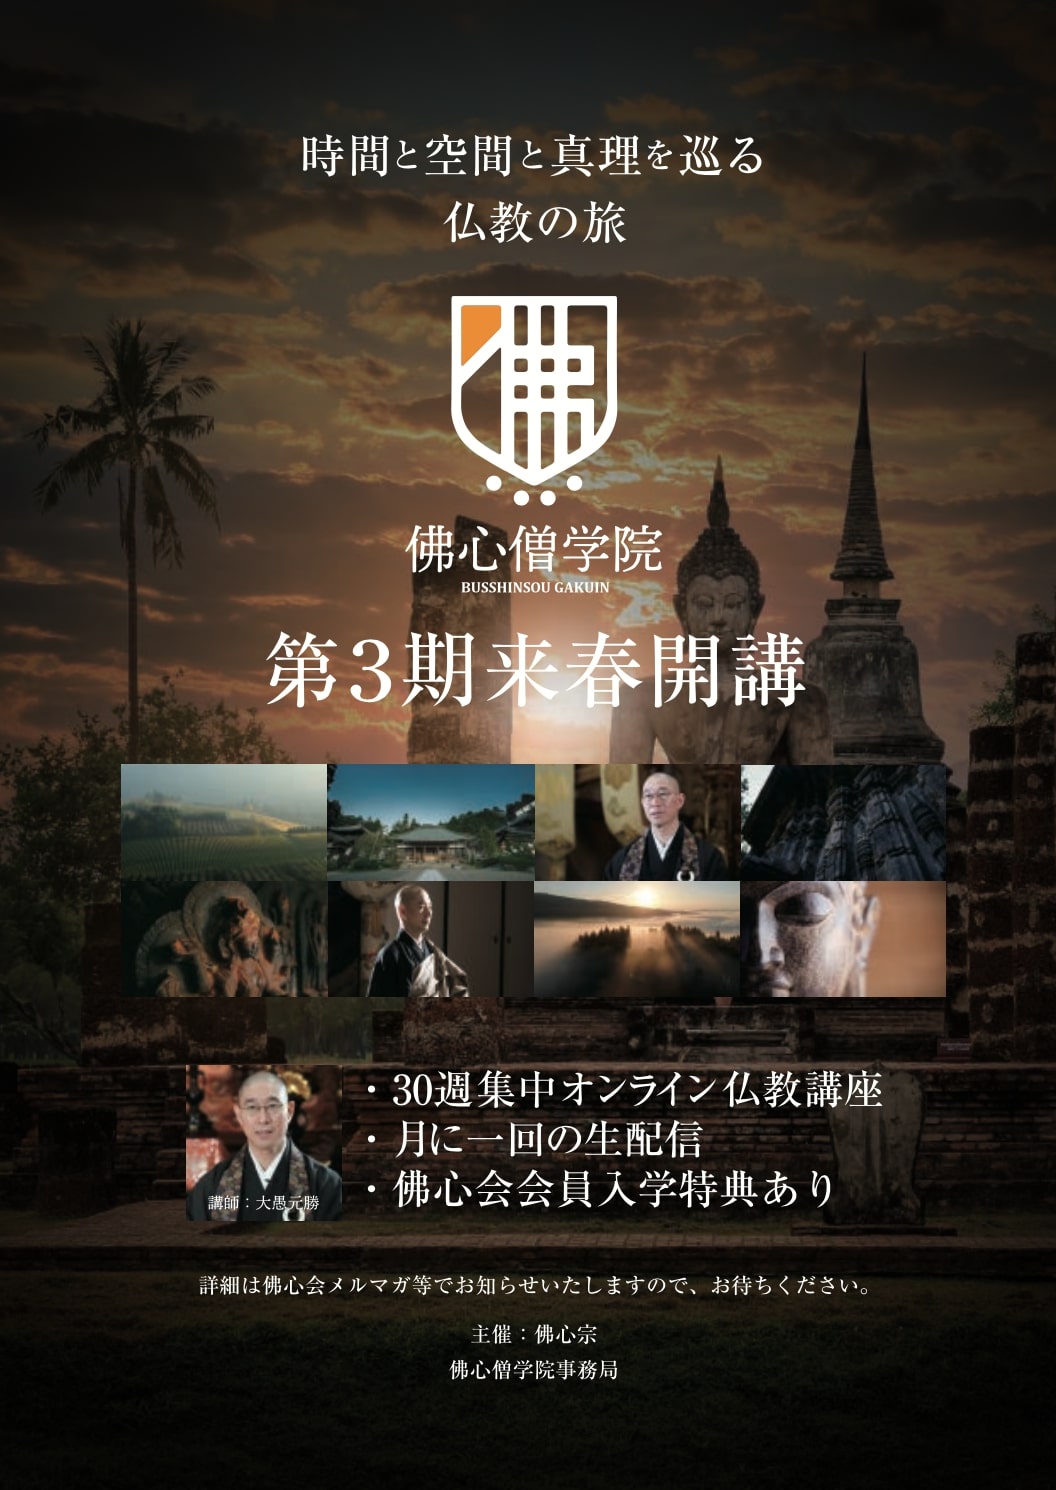 時間と空間と真理を巡る
仏教の旅
佛
佛心僧学院
BUSSHINSOU GAKUIN
第3期来春開講
・30週集中オンライン仏教講座
・月に一回の生配信
・佛心会会員入学特典あり
講師：大愚元勝
詳細は佛心会メルマガ等でお知らせいたしますので、お待ちください。
主催：佛心宗
佛心僧学院事務局